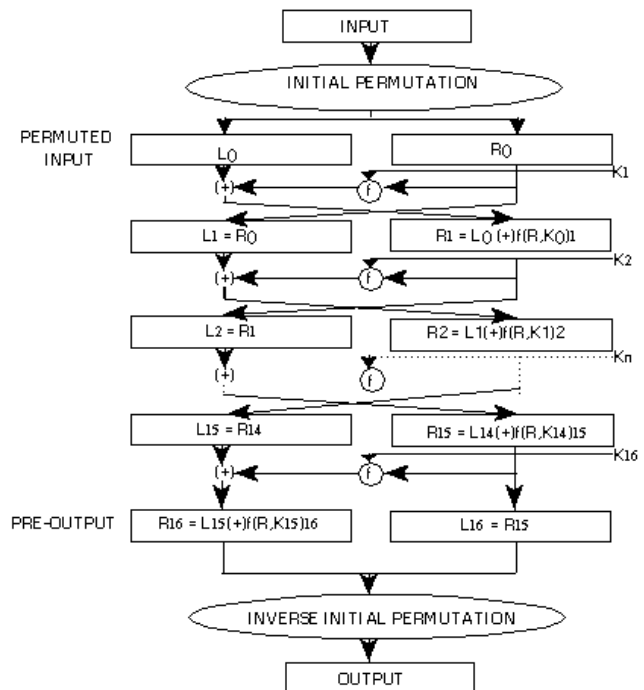 INPUT
INITIAL PERMUTATION
PERMUTED
INPUT
L0
R0
K1
(+)
f
L1 = R0
R1 = L0 (+)f(R,K0)1
K2
(+)
f
L2 = R1
R2 = L1(+)f(R,K1)2
Kn
(+)
f
L15 = R14
R15 = L14(+)f(R,K14)15
K16
(+)
f
PRE-OUTPUT
R16 = L15(+)f(R,K15)16
L16 = R15
INVERSE INITIAL PERMUTATION
OUTPUT